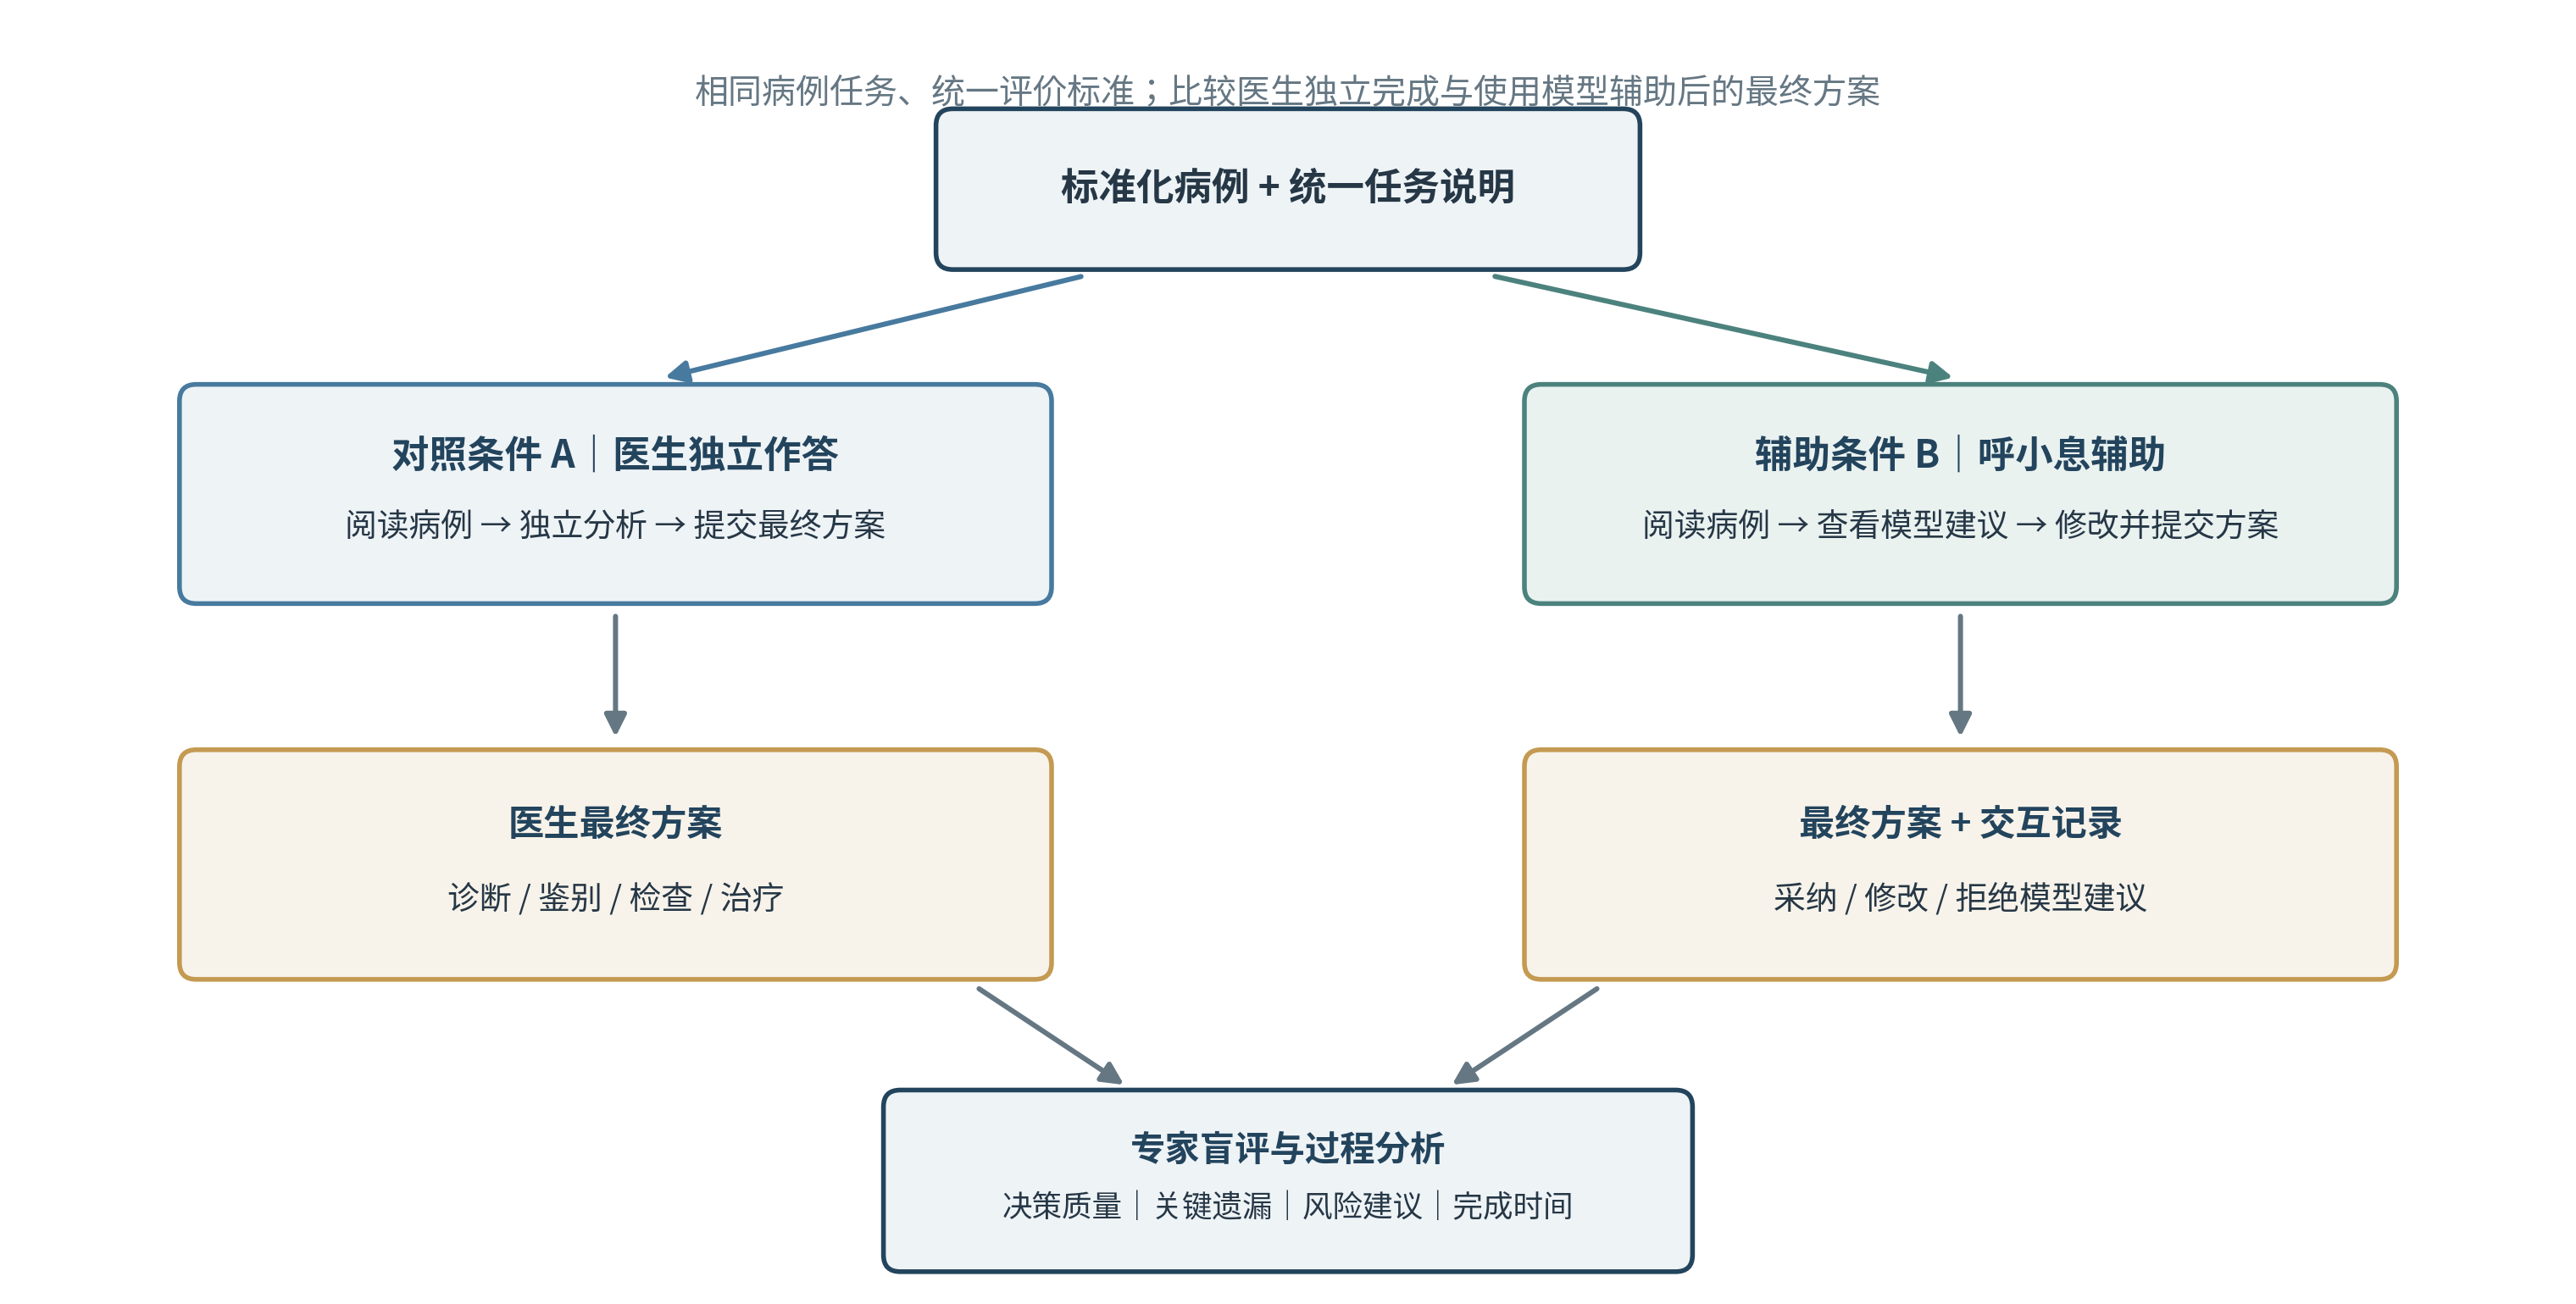 相同病例任务、统一评价标准；比较医生独立完成与使用模型辅助后的最终方案
标准化病例 + 统一任务说明
对照条件 A｜医生独立作答
阅读病例 → 独立分析 → 提交最终方案
辅助条件 B｜呼小息辅助
阅读病例 → 查看模型建议 → 修改并提交方案
医生最终方案
诊断 / 鉴别 / 检查 / 治疗
最终方案 + 交互记录
采纳 / 修改 / 拒绝模型建议
专家盲评与过程分析
决策质量｜关键遗漏｜风险建议｜完成时间